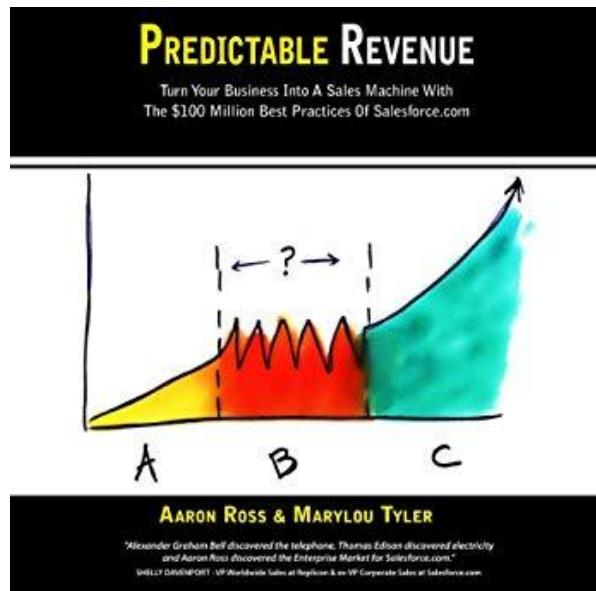 PREDICTABLE REVENUE
Turn Your Business Into A Sales Machine With
The $100 Million Best Practices Of Salesforce.com
?
A B C
AARON ROSS & MARYLOU TYLER
"Alexander Graham Bell discovered the telephone, Thomas Edison discovered electricity
and Aaron Ross discovered the Enterprise Market for Salesforce.com."
SHELLY DAVENPORT - VP Worldwide Sales at Replicon & ex-VP Corporate Sales at Salesforce.com